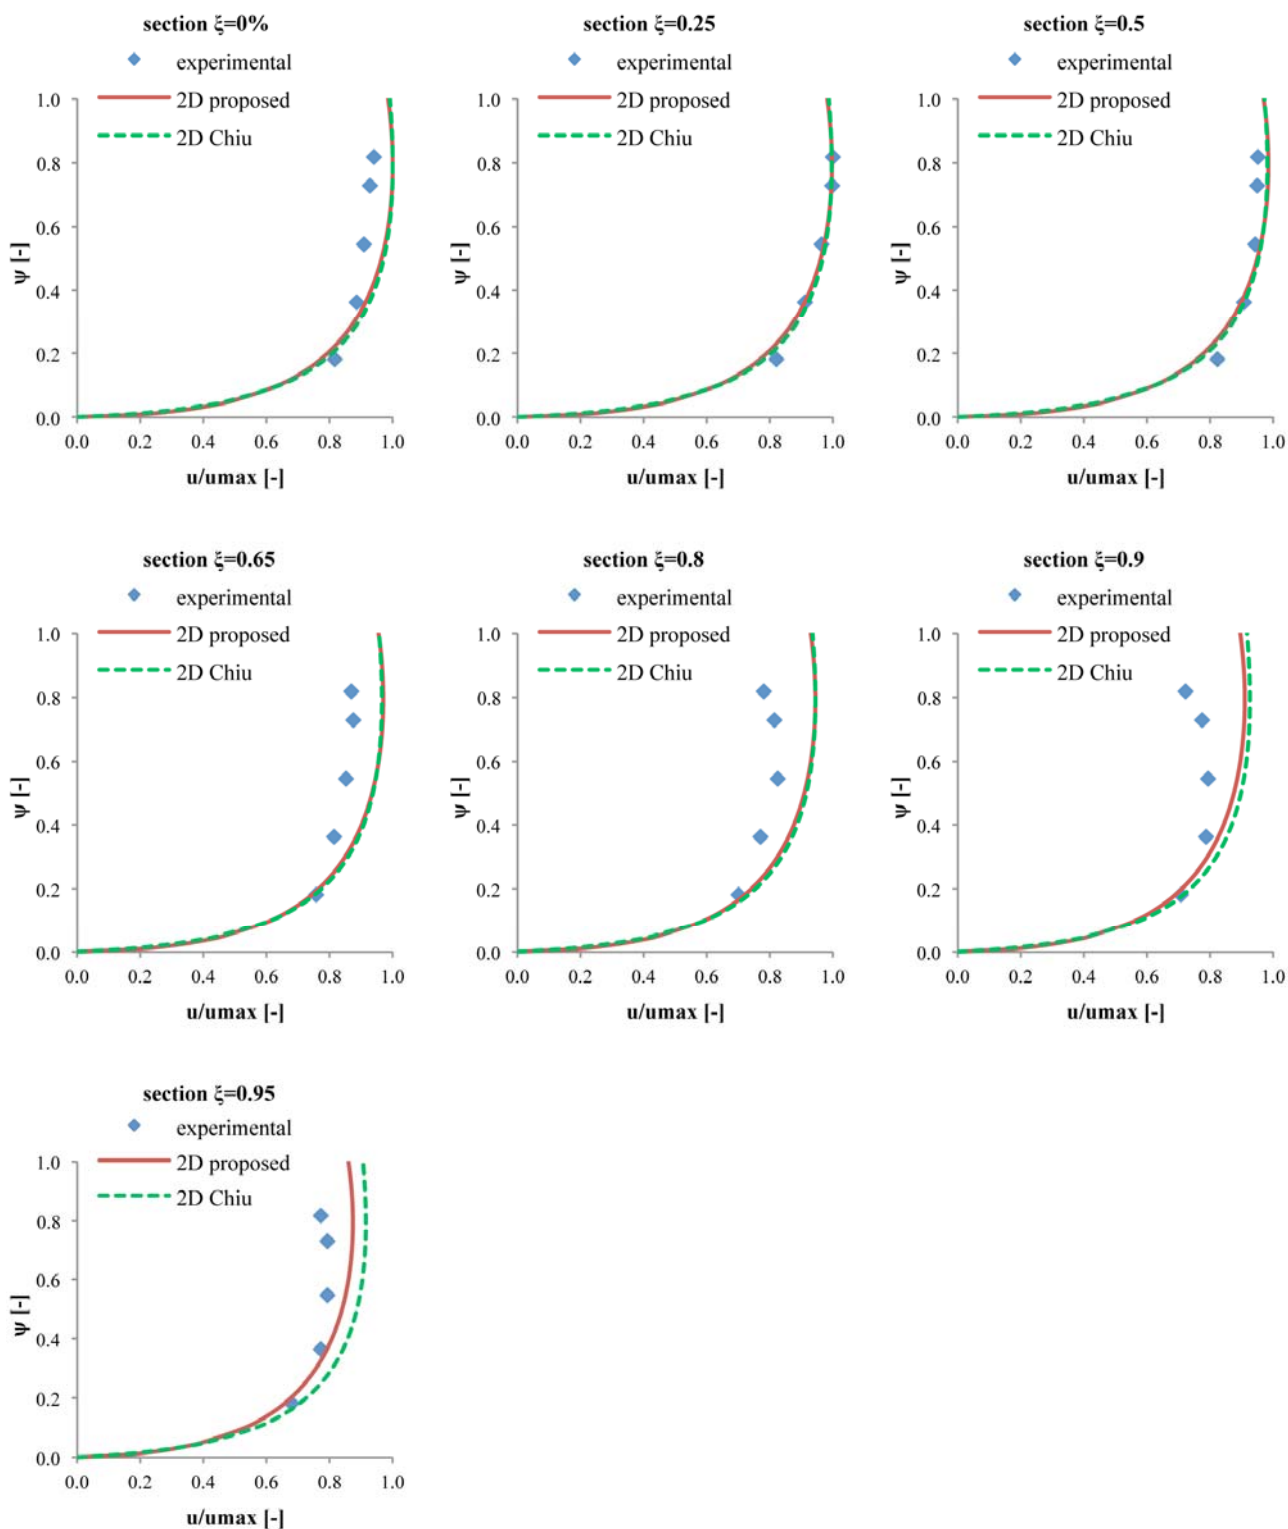 section ξ=0%
experimental
2D proposed
2D Chiu
1.0
0.8
0.6
0.4
0.2
0.0
Ψ [-]
0.0 0.2 0.4 0.6 0.8 1.0
u/umax [-]
section ξ=0.25
experimental
2D proposed
2D Chiu
1.0
0.8
0.6
0.4
0.2
0.0
Ψ [-]
0.0 0.2 0.4 0.6 0.8 1.0
u/umax [-]
section ξ=0.5
experimental
2D proposed
2D Chiu
1.0
0.8
0.6
0.4
0.2
0.0
Ψ [-]
0.0 0.2 0.4 0.6 0.8 1.0
u/umax [-]
section ξ=0.65
experimental
2D proposed
2D Chiu
1.0
0.8
0.6
0.4
0.2
0.0
Ψ [-]
0.0 0.2 0.4 0.6 0.8 1.0
u/umax [-]
section ξ=0.8
experimental
2D proposed
2D Chiu
1.0
0.8
0.6
0.4
0.2
0.0
Ψ [-]
0.0 0.2 0.4 0.6 0.8 1.0
u/umax [-]
section ξ=0.9
experimental
2D proposed
2D Chiu
1.0
0.8
0.6
0.4
0.2
0.0
Ψ [-]
0.0 0.2 0.4 0.6 0.8 1.0
u/umax [-]
section ξ=0.95
experimental
2D proposed
2D Chiu
1.0
0.8
0.6
0.4
0.2
0.0
Ψ [-]
0.0 0.2 0.4 0.6 0.8 1.0
u/umax [-]